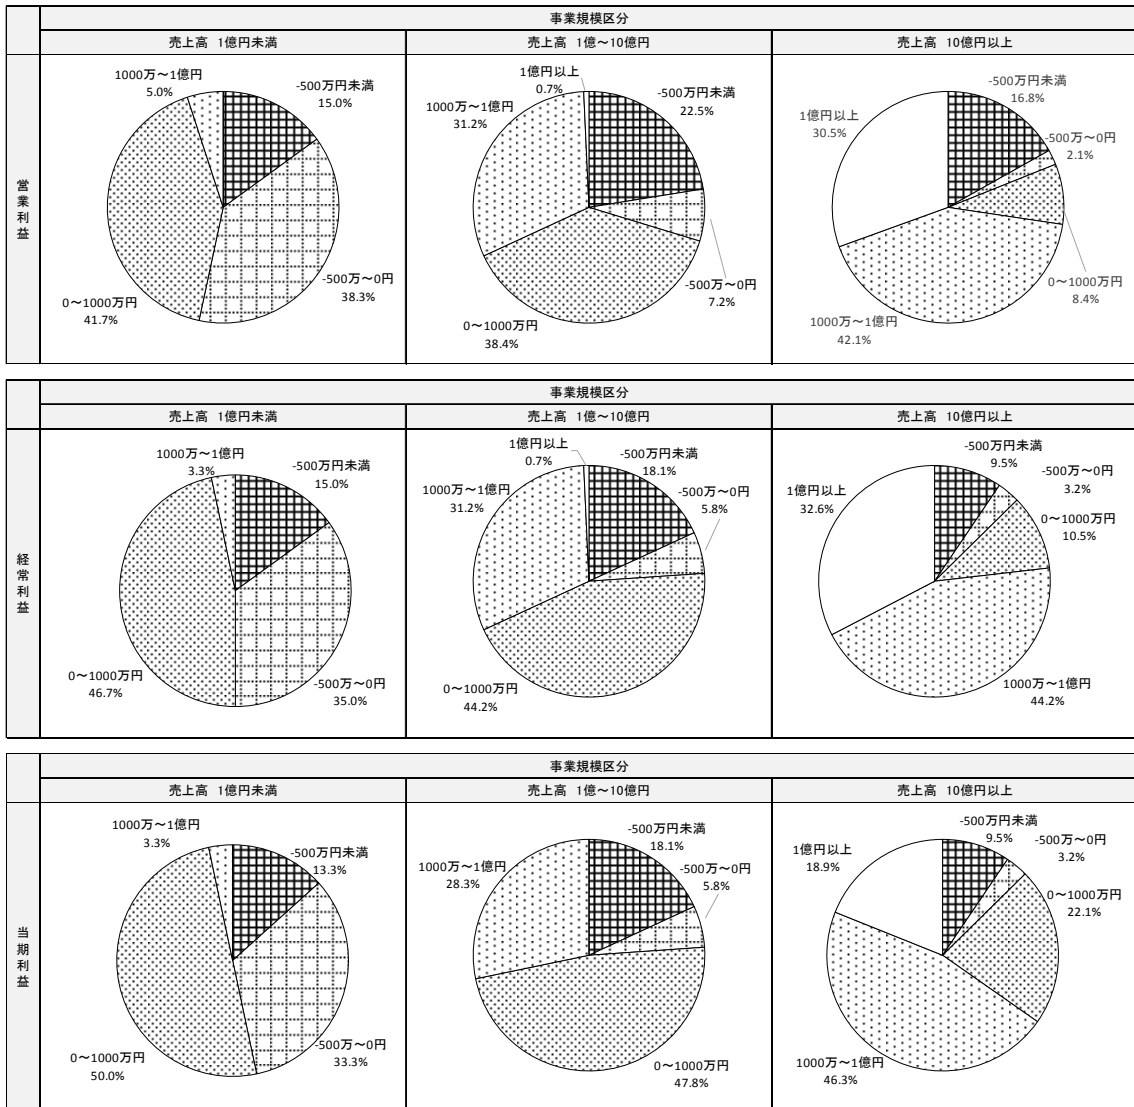 事業規模区分
売上高 1億円未満
売上高 1億～10億円
売上高 10億円以上
営業利益
1000万～1億円
5.0%
-500万円未満
15.0%
-500万～0円
38.3%
0～1000万円
41.7%
1億円以上
0.7%
1000万～1億円
31.2%
-500万円未満
22.5%
-500万～0円
7.2%
0～1000万円
38.4%
1億円以上
30.5%
-500万円未満
16.8%
-500万～0円
2.1%
0～1000万円
8.4%
1000万～1億円
42.1%
事業規模区分
売上高 1億円未満
売上高 1億～10億円
売上高 10億円以上
経常利益
1000万～1億円
3.3%
-500万円未満
15.0%
-500万～0円
35.0%
0～1000万円
46.7%
1億円以上
0.7%
1000万～1億円
31.2%
-500万円未満
18.1%
-500万～0円
5.8%
0～1000万円
44.2%
1億円以上
32.6%
-500万円未満
9.5%
-500万～0円
3.2%
0～1000万円
10.5%
1000万～1億円
44.2%
事業規模区分
売上高 1億円未満
売上高 1億～10億円
売上高 10億円以上
当期利益
1000万～1億円
3.3%
-500万円未満
13.3%
-500万～0円
33.3%
0～1000万円
50.0%
1000万～1億円
28.3%
-500万円未満
18.1%
-500万～0円
5.8%
0～1000万円
47.8%
1億円以上
18.9%
-500万円未満
9.5%
-500万～0円
3.2%
0～1000万円
22.1%
1000万～1億円
46.3%